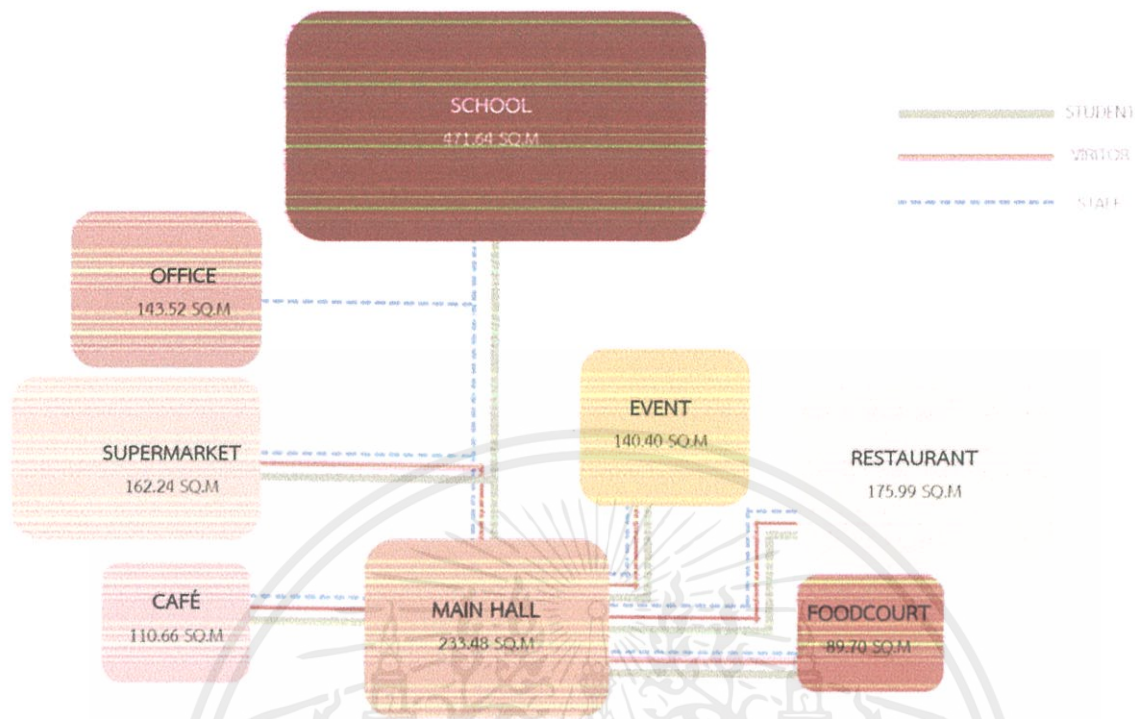 SCHOOL
471.64 SQ.M
STUDENT
VIRITOR
STAFF
OFFICE
143.52 SQ.M
EVENT
140.40 SQ.M
SUPERMARKET
162.24 SQ.M
RESTAURANT
175.99 SQ.M
CAFÉ
110.66 SQ.M
MAIN HALL
233.48 SQ.M
FOODCOURT
89.70 SQ.M